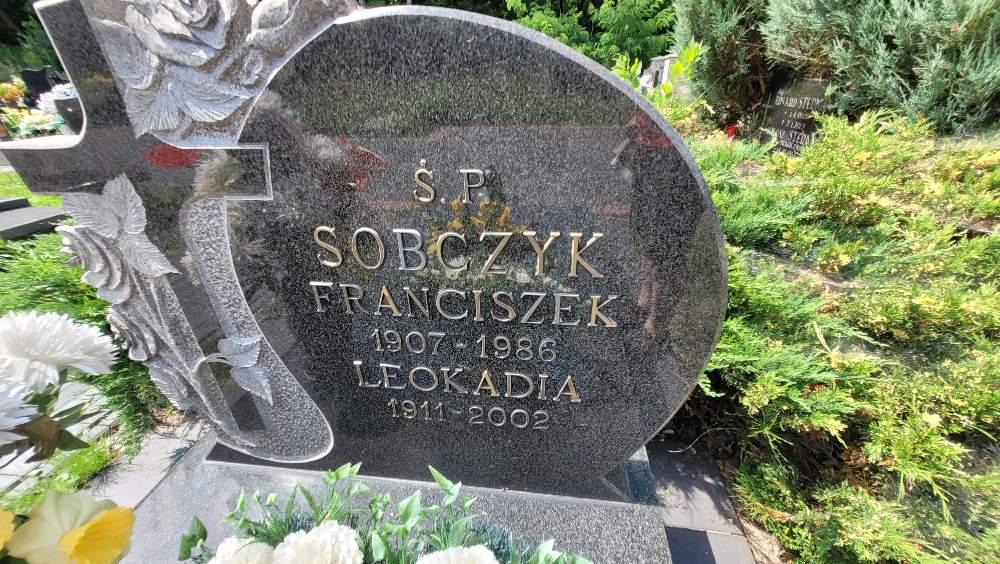 Ś. P.
SOBCZYK
FRANCISZEK
1907 - 1986
LEOKADIA
1911 - 2002